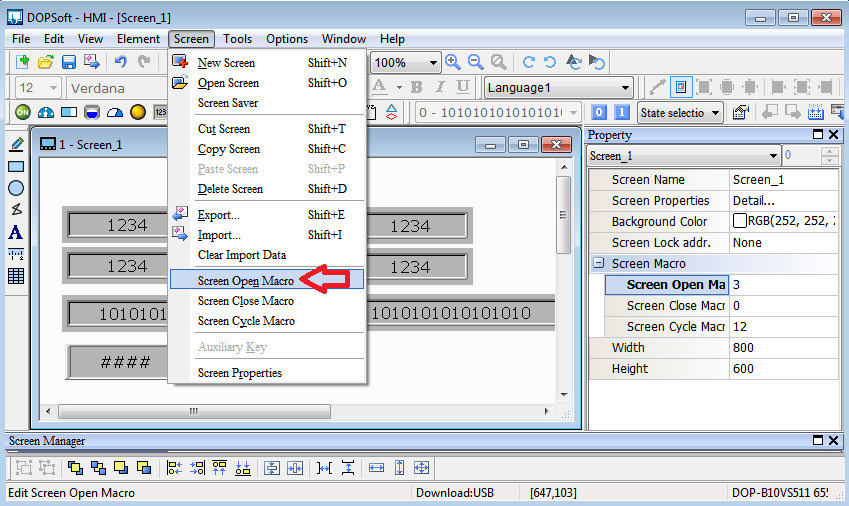 DOPSoft - HMI - [Screen_1]
File Edit View Element Screen Tools Options Window Help
New Screen Shift+N
Open Screen Shift+O
Screen Saver
Cut Screen Shift+T
Copy Screen Shift+C
Paste Screen Shift+P
Delete Screen Shift+D
Export... Shift+E
Import... Shift+I
Clear Import Data
Screen Open Macro
Screen Close Macro
Screen Cycle Macro
Auxiliary Key
Screen Properties
100%
12 Verdana
A B I U Language1
ON 123
0 - 1010101010101010 0 1 State selectio
1 - Screen_1
1234 1234
1234 1234
1010101 1010101010101010
####
Property
Screen_1 0
Screen Name Screen_1
Screen Properties Detail...
Background Color RGB(252, 252, 2
Screen Lock addr. None
Screen Macro
Screen Open Ma 3
Screen Close Macr 0
Screen Cycle Macr 12
Width 800
Height 600
A
Screen Manager
Edit Screen Open Macro Download:USB [647,103] DOP-B10VS511 655